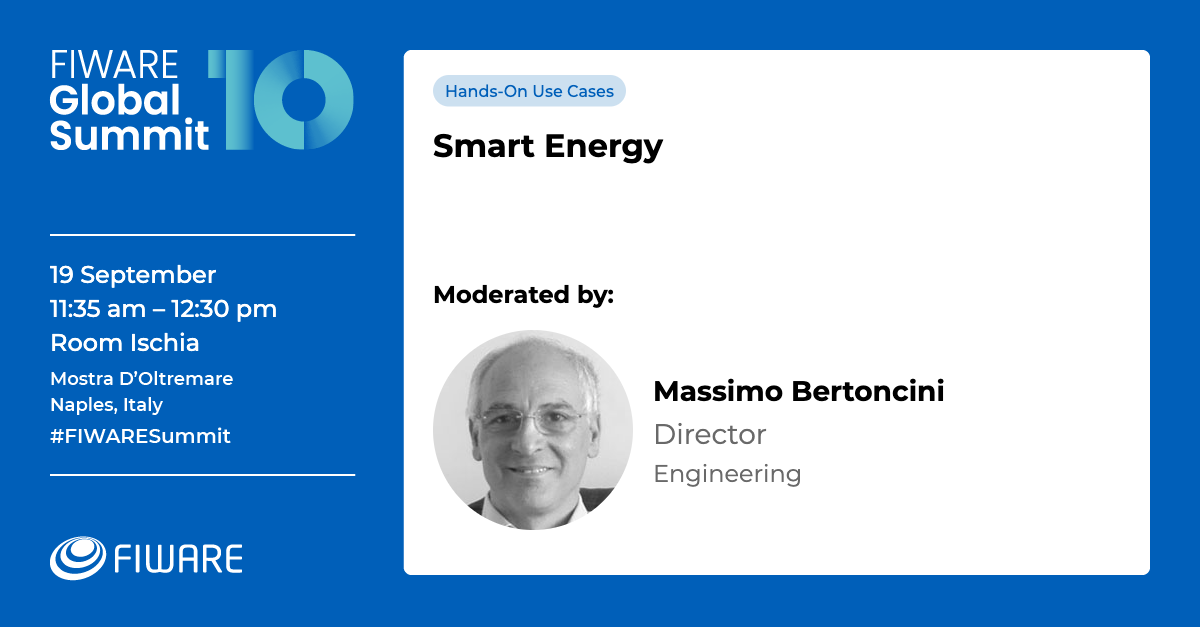 FIWARE
Global
Summit 10
19 September
11:35 am – 12:30 pm
Room Ischia
Mostra D’Oltremare
Naples, Italy
#FIWARESummit
FIWARE
Hands-On Use Cases
Smart Energy
Moderated by:
Massimo Bertoncini
Director
Engineering